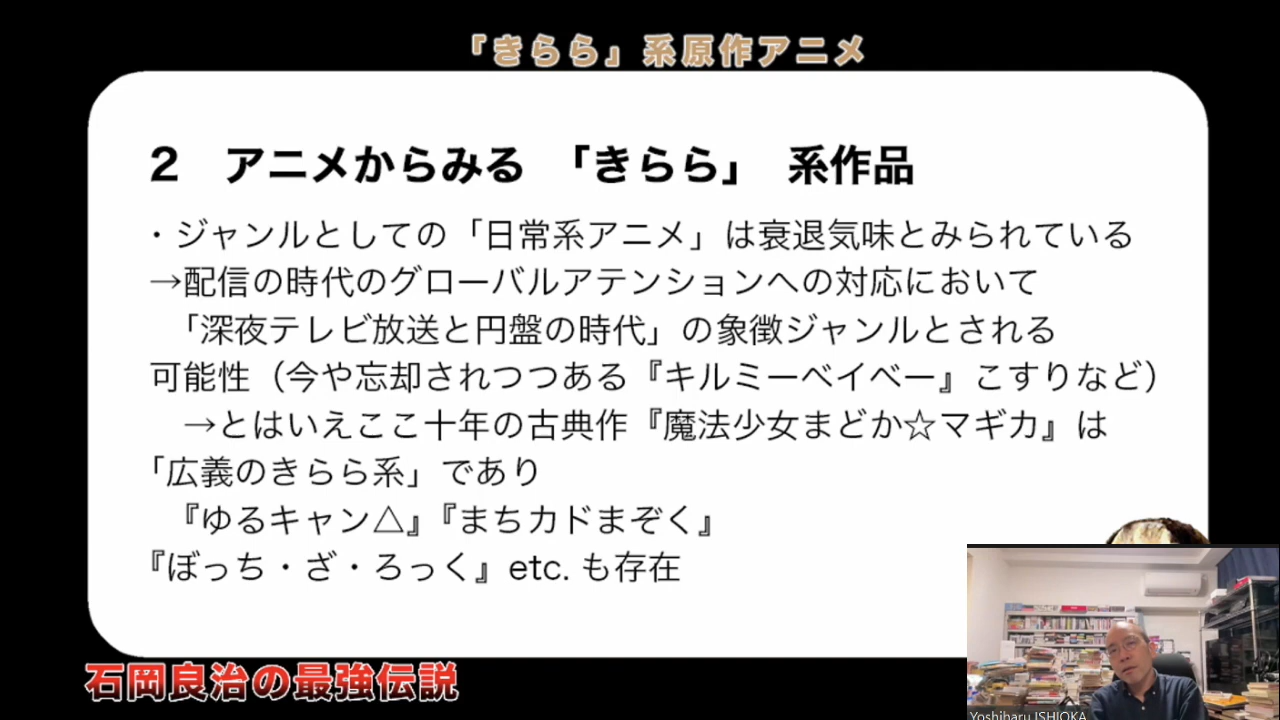 『きらら』系原作アニメ
２　アニメからみる 「きらら」 系作品
・ジャンルとしての「日常系アニメ」は衰退気味とみられている
→配信の時代のグローバルアテンションへの対応において
「深夜テレビ放送と円盤の時代」の象徴ジャンルとされる
可能性（今や忘却されつつある『キルミーベイベー』こすりなど）
→とはいえここ十年の古典作『魔法少女まどか☆マギカ』は
「広義のきらら系」であり
『ゆるキャン△』『まちカドまぞく』
『ぼっち・ざ・ろっく』etc. も存在
石岡良治の最強伝説
Yoshiharu ISHIOKA